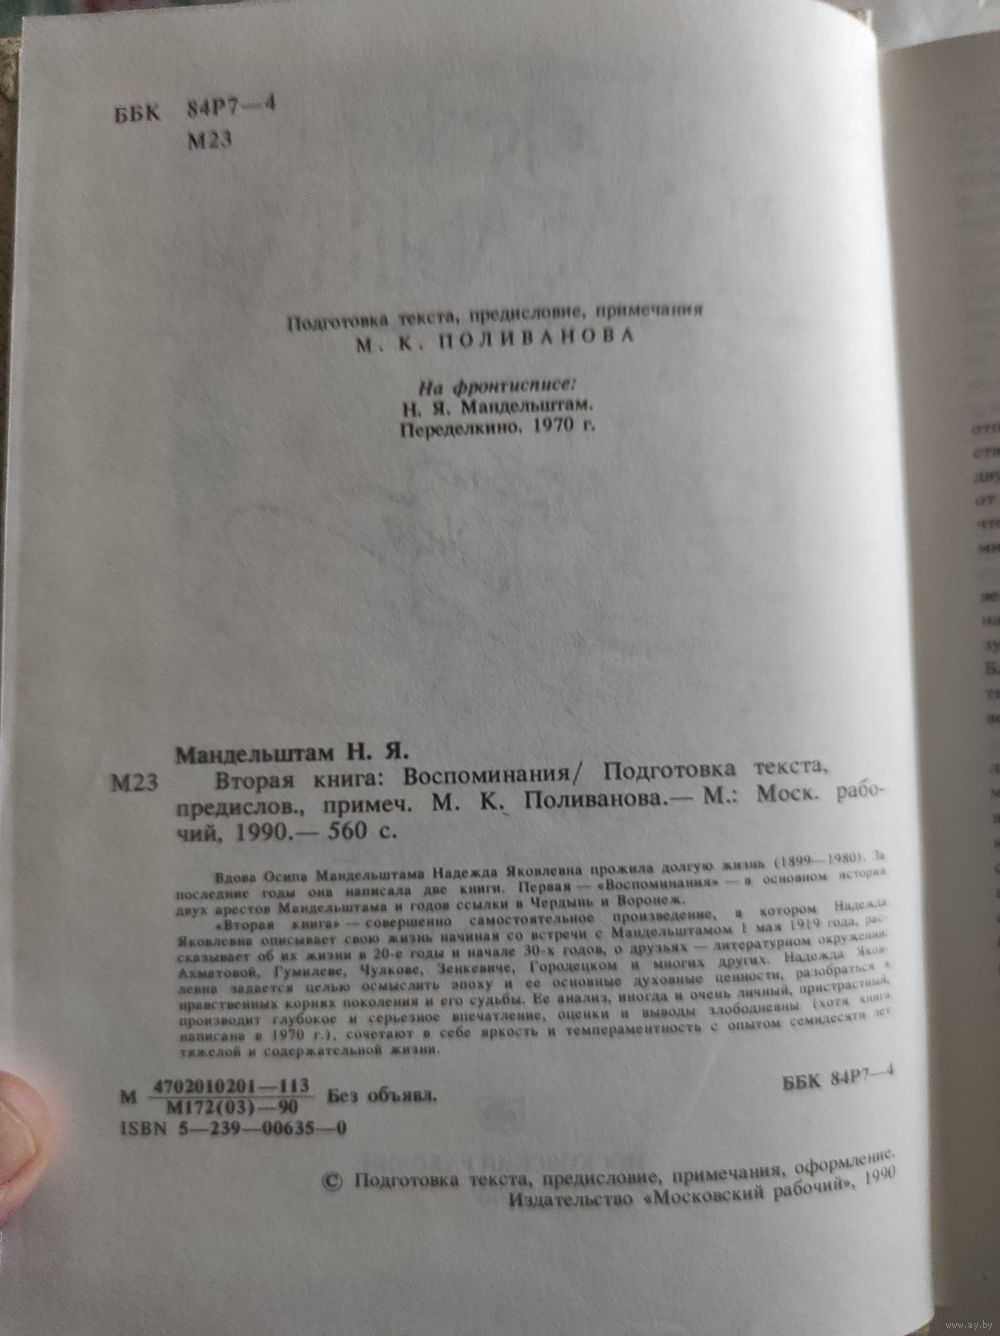 ББК 84Р7—4
М23
Подготовка текста, предисловие, примечания
М. К. ПОЛИВАНОВА
На фронтисписе:
Н. Я. Мандельштам.
Переделкино. 1970 г.
Мандельштам Н. Я.
М23 Вторая книга: Воспоминания/ Подготовка текста,
предислов., примеч. М. К. Поливанова.— М.: Моск. рабо-
чий, 1990.— 560 с.
Вдова Осипа Мандельштама Надежда Яковлевна прожила долгую жизнь (1899—1980). За
последние годы она написала две книги. Первая — «Воспоминания» — в основном история
двух арестов Мандельштама и годов ссылки в Чердынь и Воронеж.
«Вторая книга» — совершенно самостоятельное произведение, в котором Надежда
Яковлевна описывает свою жизнь начиная со встречи с Мандельштамом 1 мая 1919 года, рас-
сказывает об их жизни в 20-е годы и начале 30-х годов, о друзьях — литературном окружении:
Ахматовой, Гумилеве, Чулкове, Зенкевиче, Городецком и многих других. Надежда Яков-
левна задается целью осмыслить эпоху и ее основные духовные ценности, разобраться в
нравственных корнях поколения и его судьбы. Ее анализ, иногда и очень личный, пристрастный,
производит глубокое и серьезное впечатление, оценки и выводы злободневны (хотя книга
написана в 1970 г.), сочетают в себе яркость и темпераментность с опытом семидесяти лет
тяжелой и содержательной жизни.
М 4702010201—113 Без объявл.
М172(03)—90
ББК 84Р7—4
ISBN 5—239—00635—0
© Подготовка текста, предисловие, примечания, оформление.
Издательство «Московский рабочий», 1990
www.ay.by